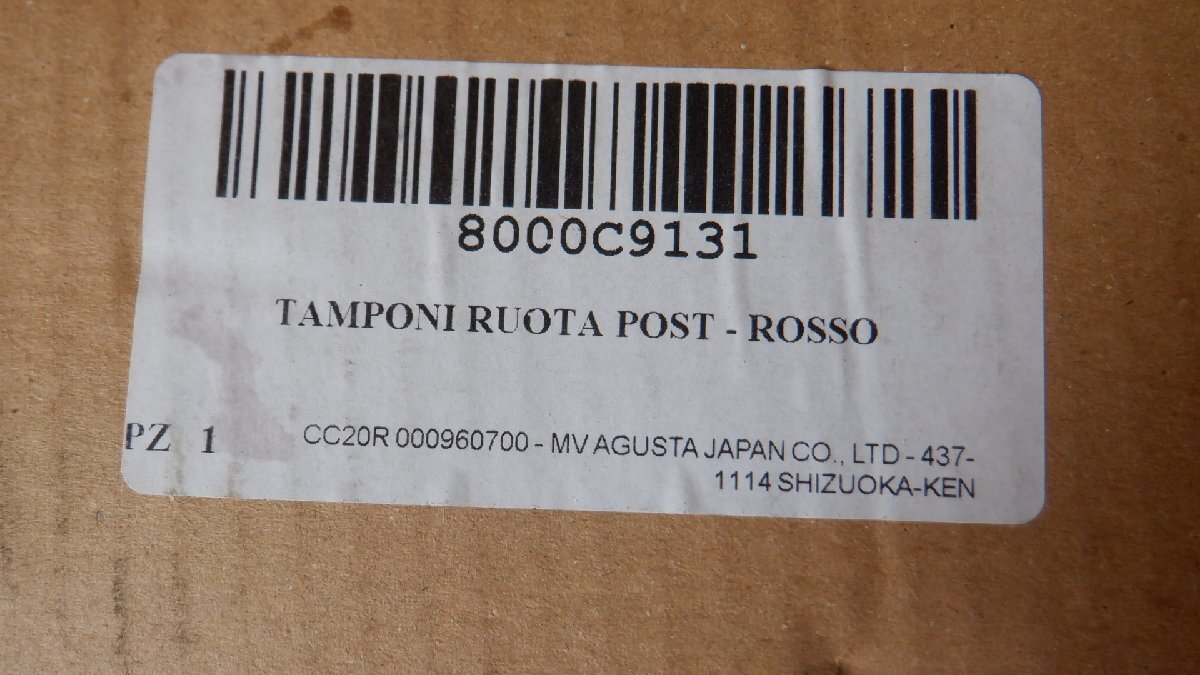 8000C9131
TAMPONI RUOTA POST - ROSSO
PZ 1
CC20R 000960700 - MV AGUSTA JAPAN CO., LTD - 437-
1114 SHIZUOKA-KEN